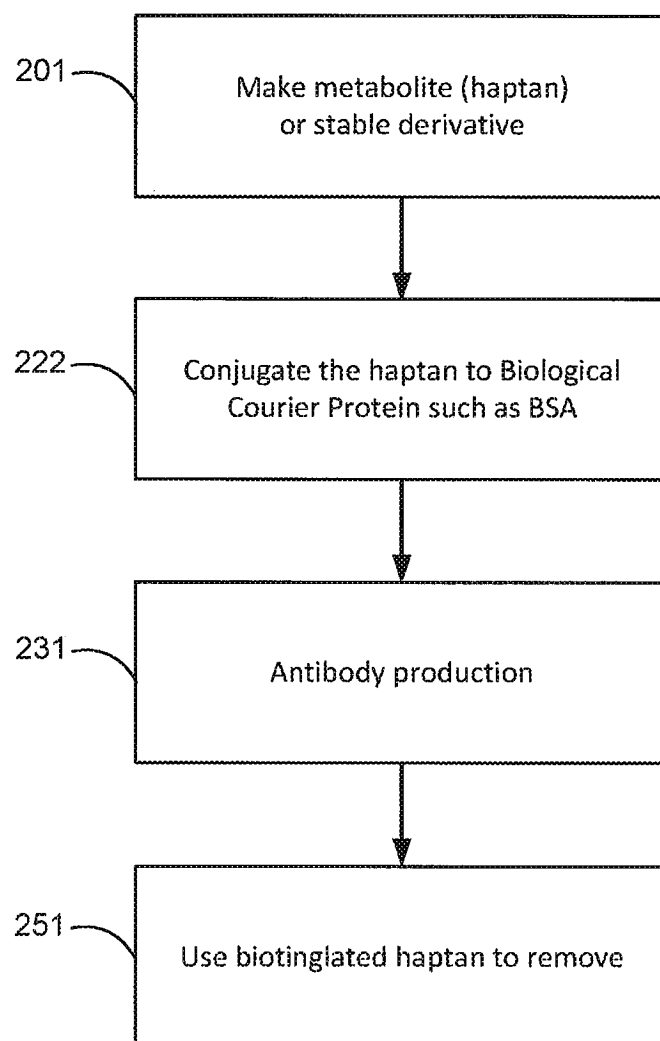 201
Make metabolite (haptan)
or stable derivative
222
Conjugate the haptan to Biological
Courier Protein such as BSA
231
Antibody production
251
Use biotinglated haptan to remove